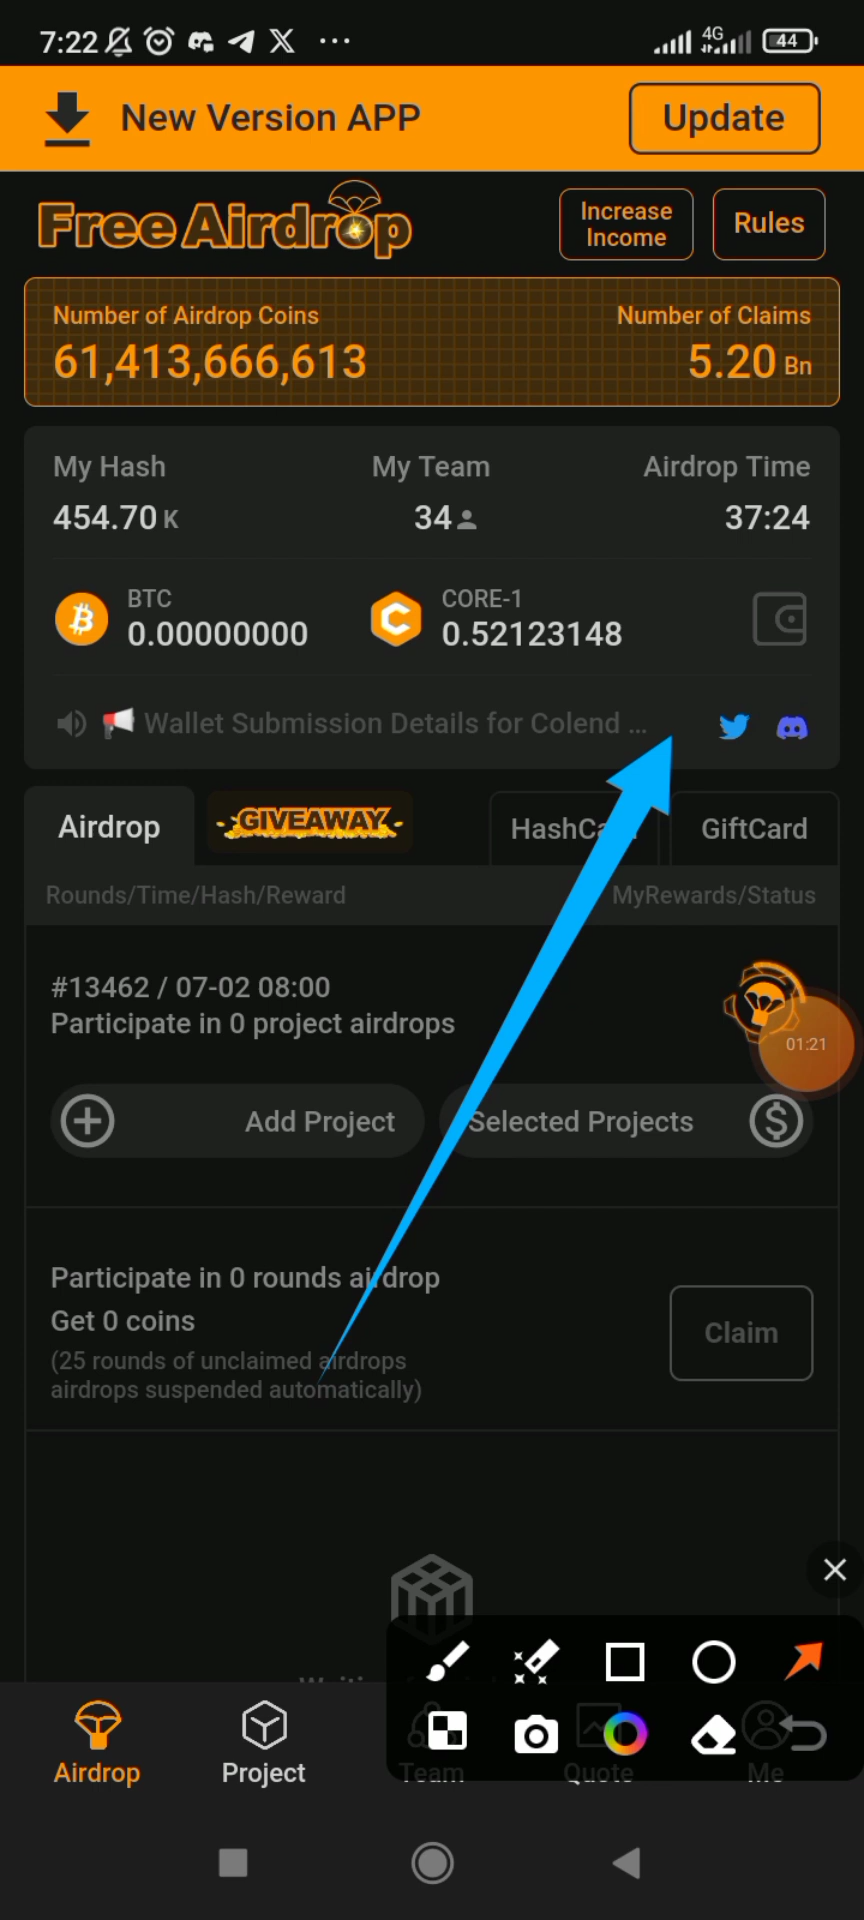 7:22
4G
44
New Version APP
Update
Free Airdrop
Increase
Income
Rules
Number of Airdrop Coins
Number of Claims
61,413,666,613
5.20 Bn
My Hash
My Team
Airdrop Time
454.70 K
34
37:24
BTC
0.00000000
CORE-1
0.52123148
Wallet Submission Details for Colend ...
Airdrop
GIVEAWAY
GiftCard
Rounds/Time/Hash/Reward
MyRewards/Status
#13462 / 07-02 08:00
Participate in 0 project airdrops
01:21
Add Project
Selected Projects
Participate in 0 rounds airdrop
Get 0 coins
(25 rounds of unclaimed airdrops
airdrops suspended automatically)
Claim
Airdrop
Project
Team
Quote
Me